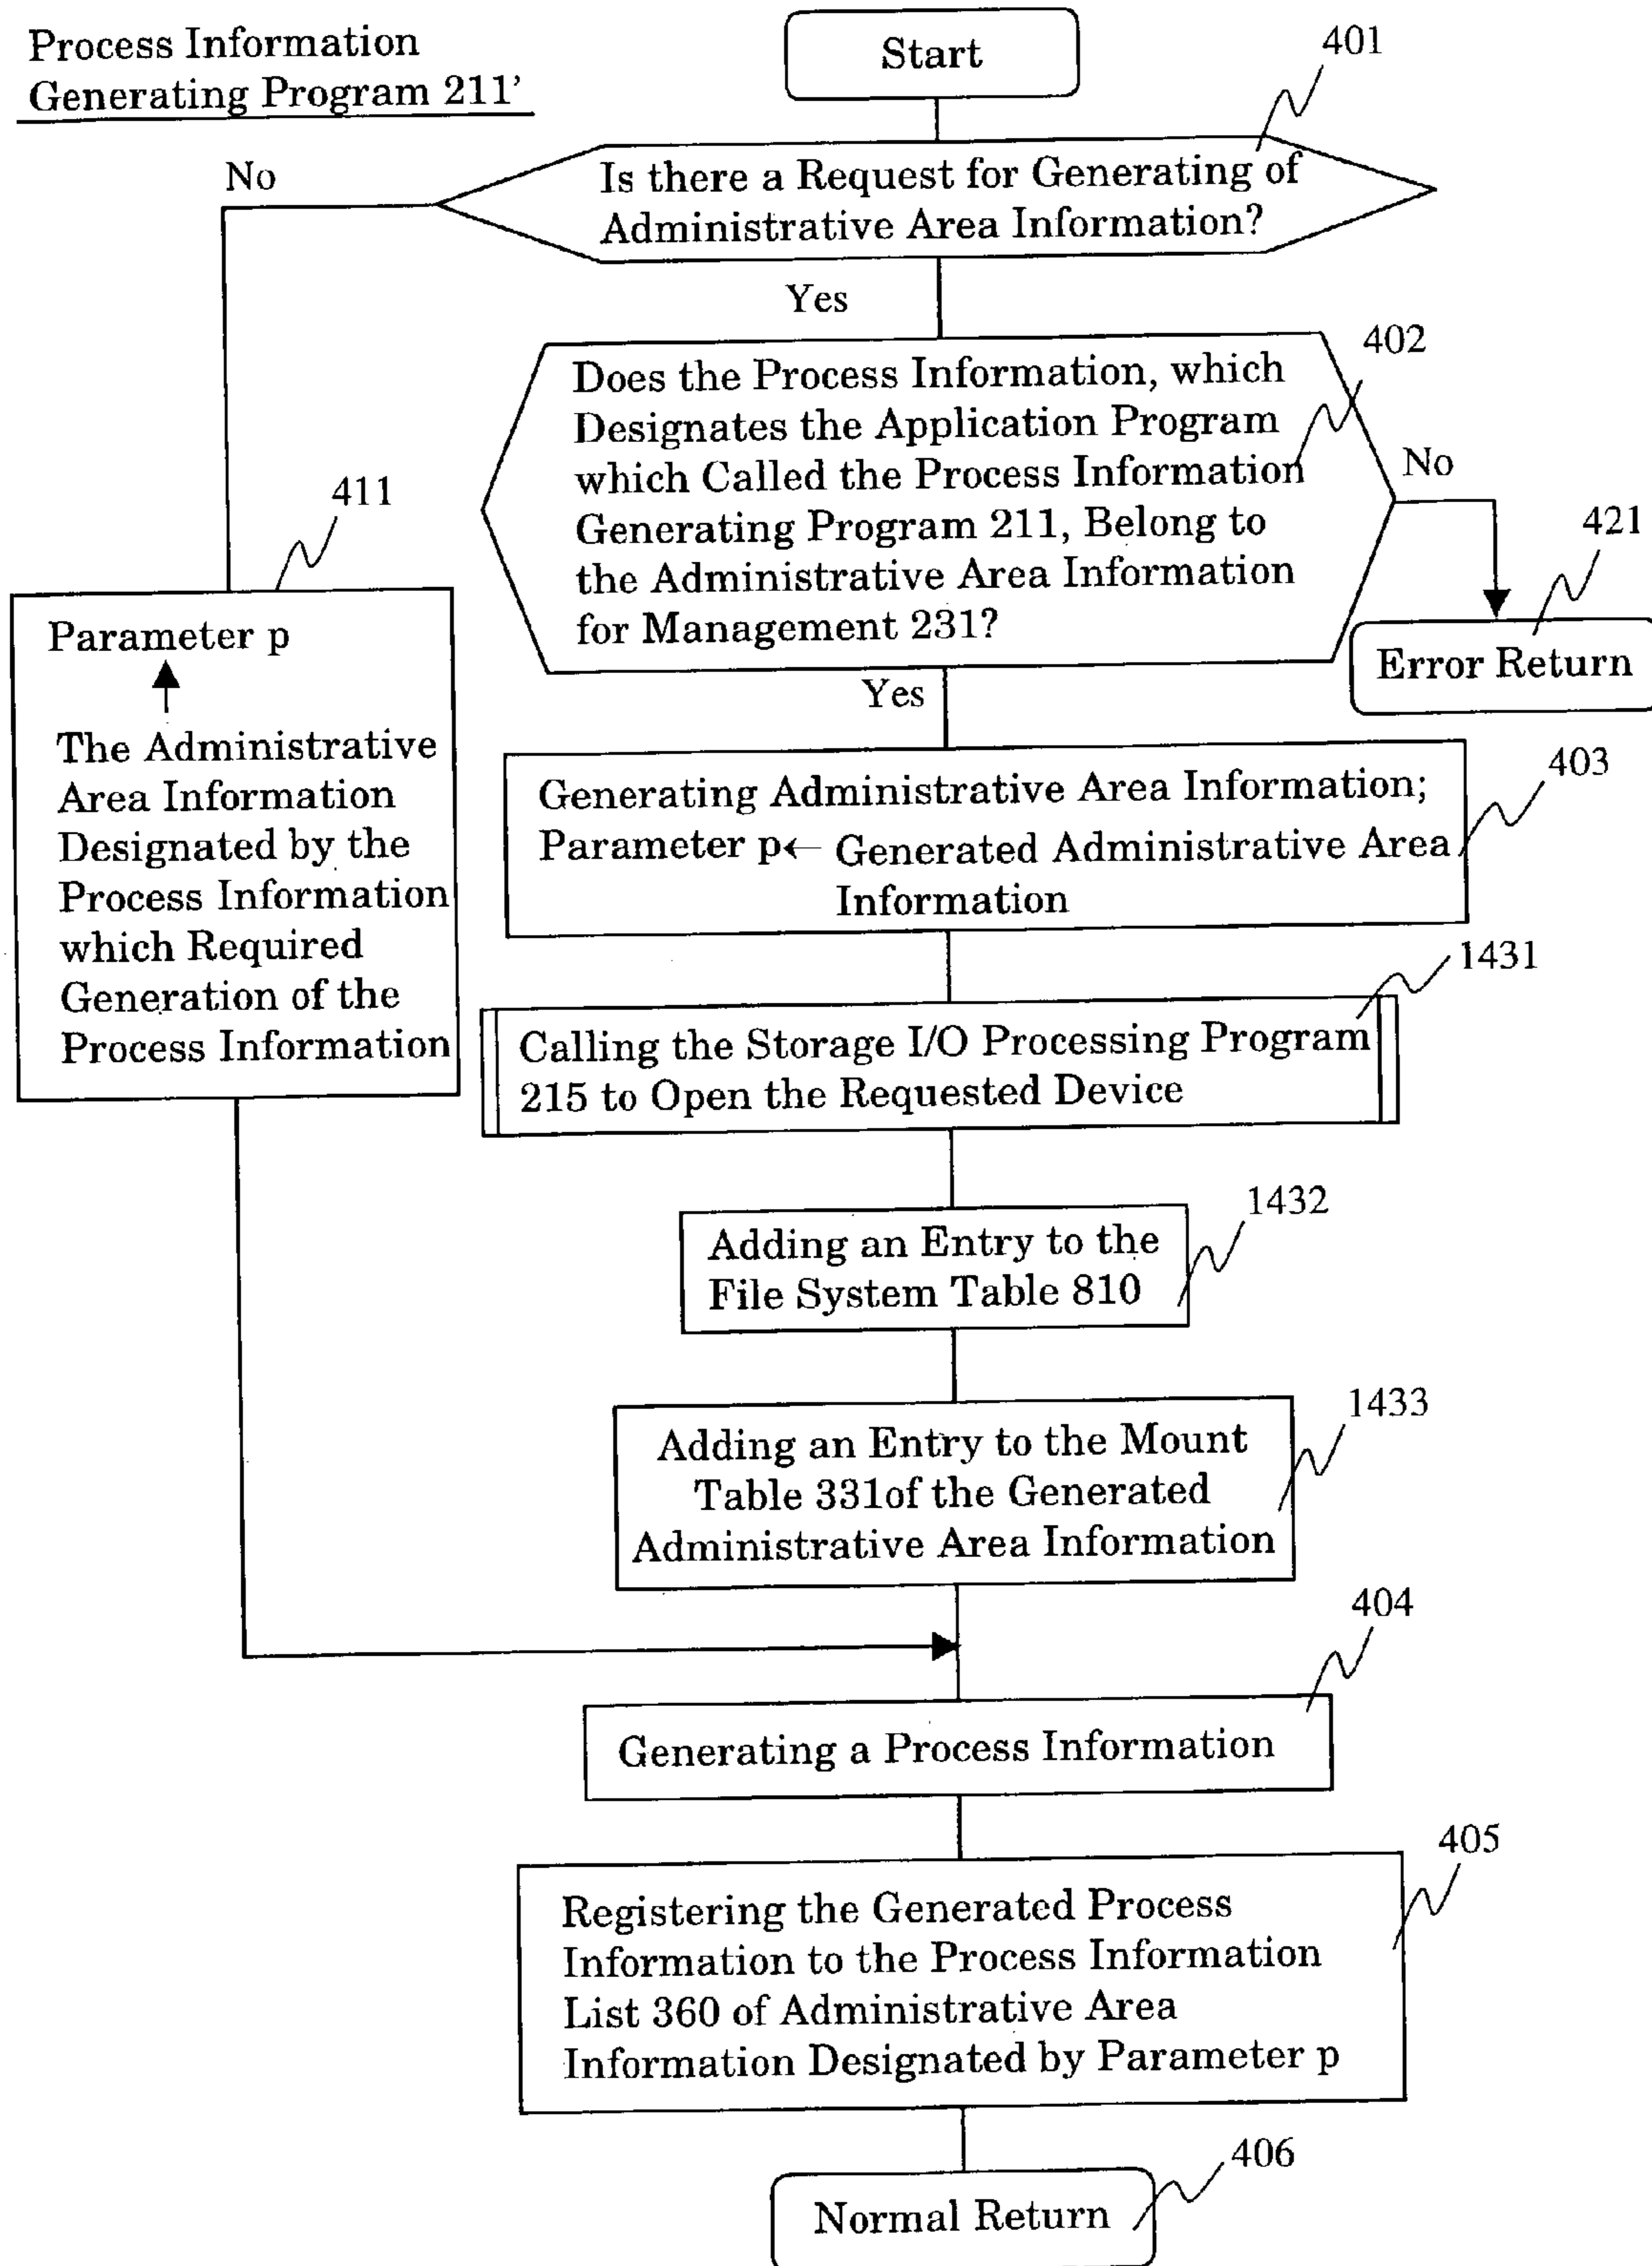 Process Information
Generating Program 211’
Start
401
No
Is there a Request for Generating of
Administrative Area Information?
Yes
402
Does the Process Information, which
Designates the Application Program
which Called the Process Information
Generating Program 211, Belong to
the Administrative Area Information
for Management 231?
No
421
Error Return
Yes
411
Parameter p
The Administrative
Area Information
Designated by the
Process Information
which Required
Generation of the
Process Information
403
Generating Administrative Area Information;
Parameter p← Generated Administrative Area
Information
1431
Calling the Storage I/O Processing Program
215 to Open the Requested Device
1432
Adding an Entry to the
File System Table 810
1433
Adding an Entry to the Mount
Table 331of the Generated
Administrative Area Information
404
Generating a Process Information
405
Registering the Generated Process
Information to the Process Information
List 360 of Administrative Area
Information Designated by Parameter p
406
Normal Return